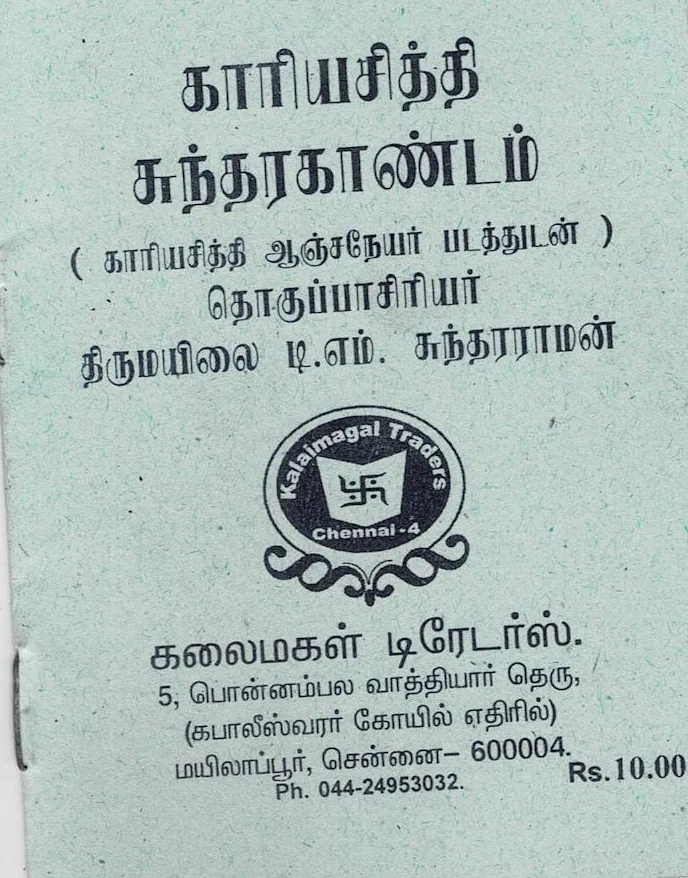 காரியசித்தி
சுந்தரகாண்டம்
( காரியசித்தி ஆஞ்சநேயர் படத்துடன் )
தொகுப்பாசிரியர்
திருமயிலை டி.எம். சுந்தரராமன்
Kalaimagal Traders
Chennai-4
கலைமகள் டிரேடர்ஸ்.
5, பொன்னம்பல வாத்தியார் தெரு,
(கபாலீஸ்வரர் கோயில் எதிரில்)
மயிலாப்பூர், சென்னை– 600004.
Ph. 044-24953032.
Rs.10.00